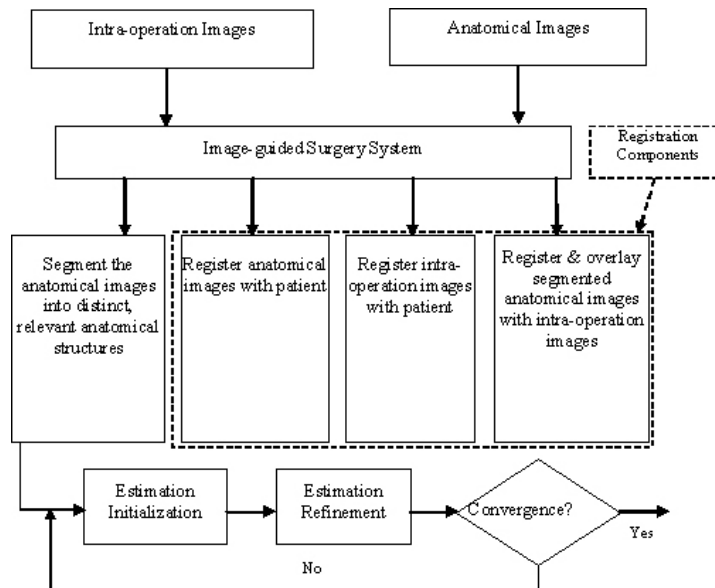 Intra-operation Images
Anatomical Images
Image-guided Surgery System
Registration
Components
Segment the
anatomical images
into distinct,
relevant anatomical
structures
Register anatomical
images with patient
Register intra-
operation images
with patient
Register & overlay
segmented
anatomical images
with intra-operation
images
Estimation
Initialization
Estimation
Refinement
Convergence?
Yes
No